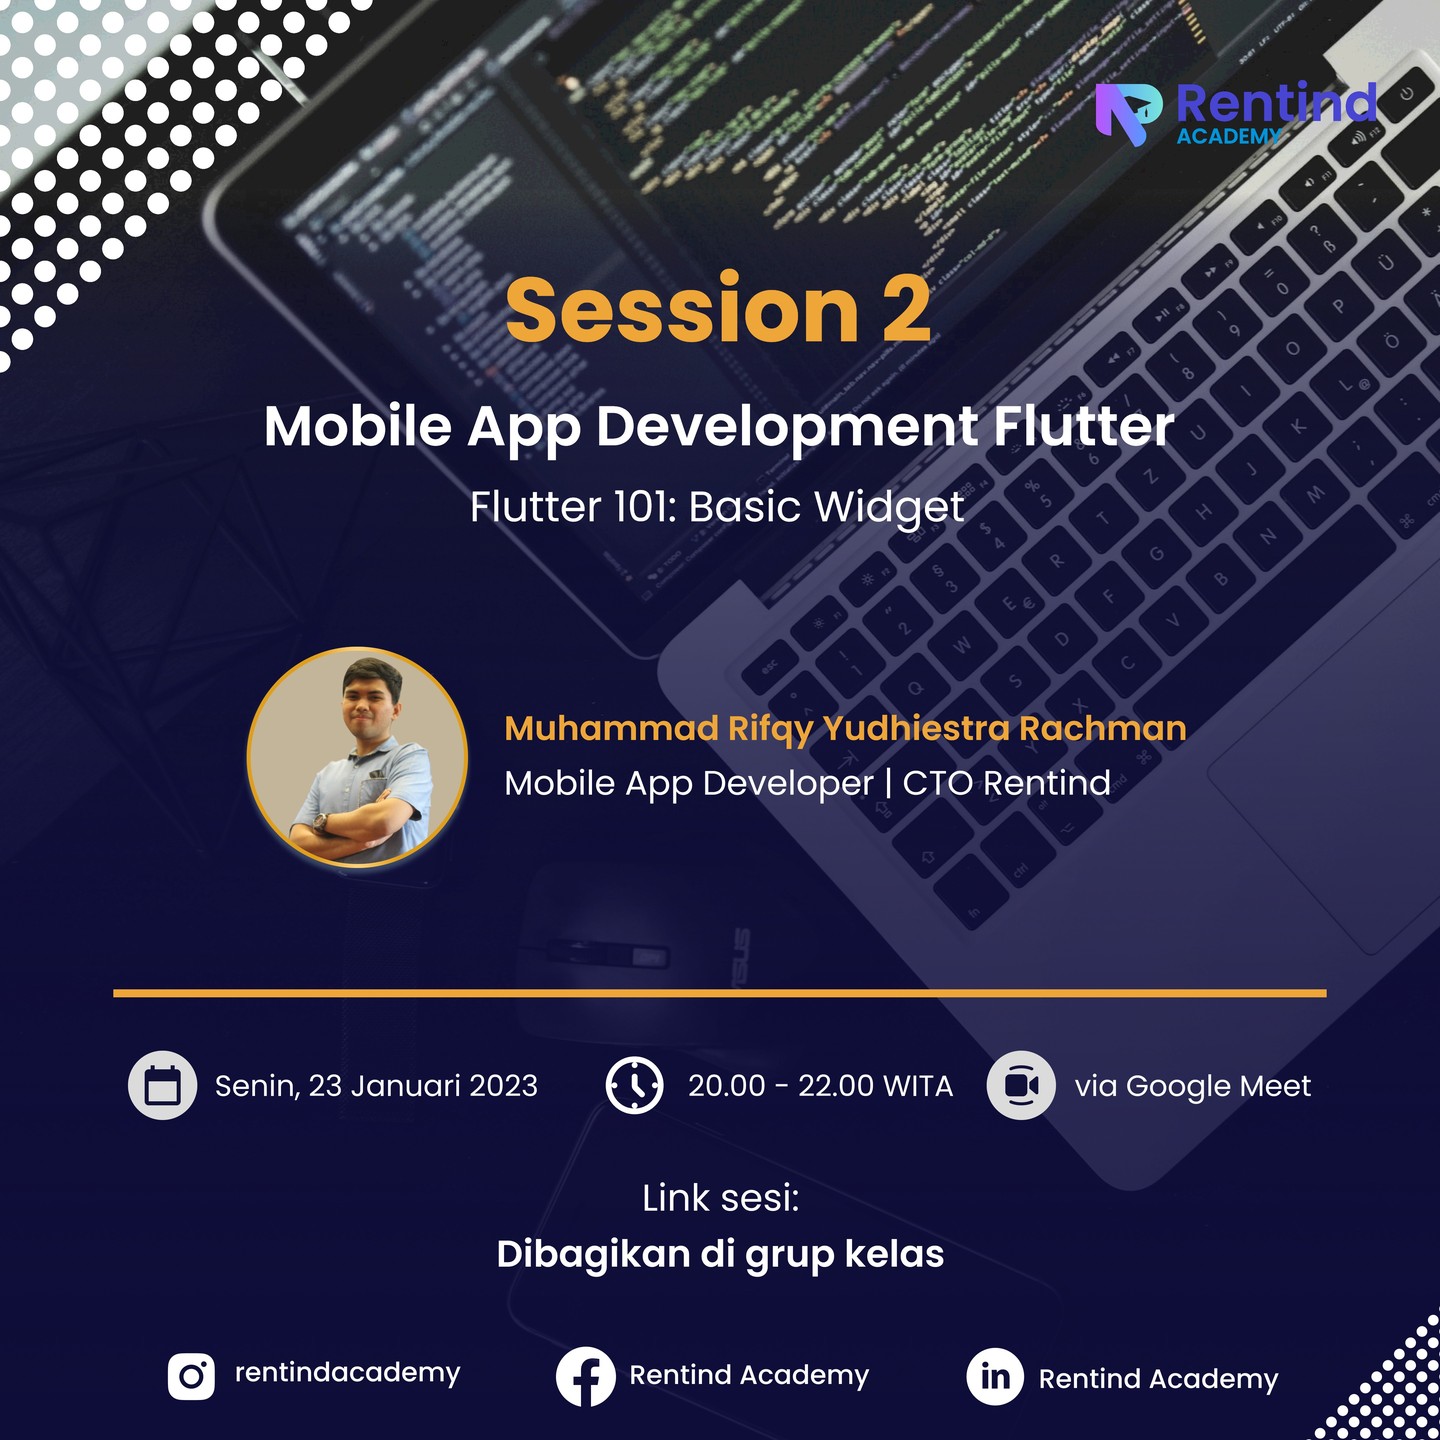 Rentind
ACADEMY
Session 2
Mobile App Development Flutter
Flutter 101: Basic Widget
Muhammad Rifqy Yudhiestra Rachman
Mobile App Developer | CTO Rentind
ASUS
Senin, 23 Januari 2023
20.00 - 22.00 WITA
via Google Meet
Link sesi:
Dibagikan di grup kelas
rentindacademy
Rentind Academy
in
Rentind Academy